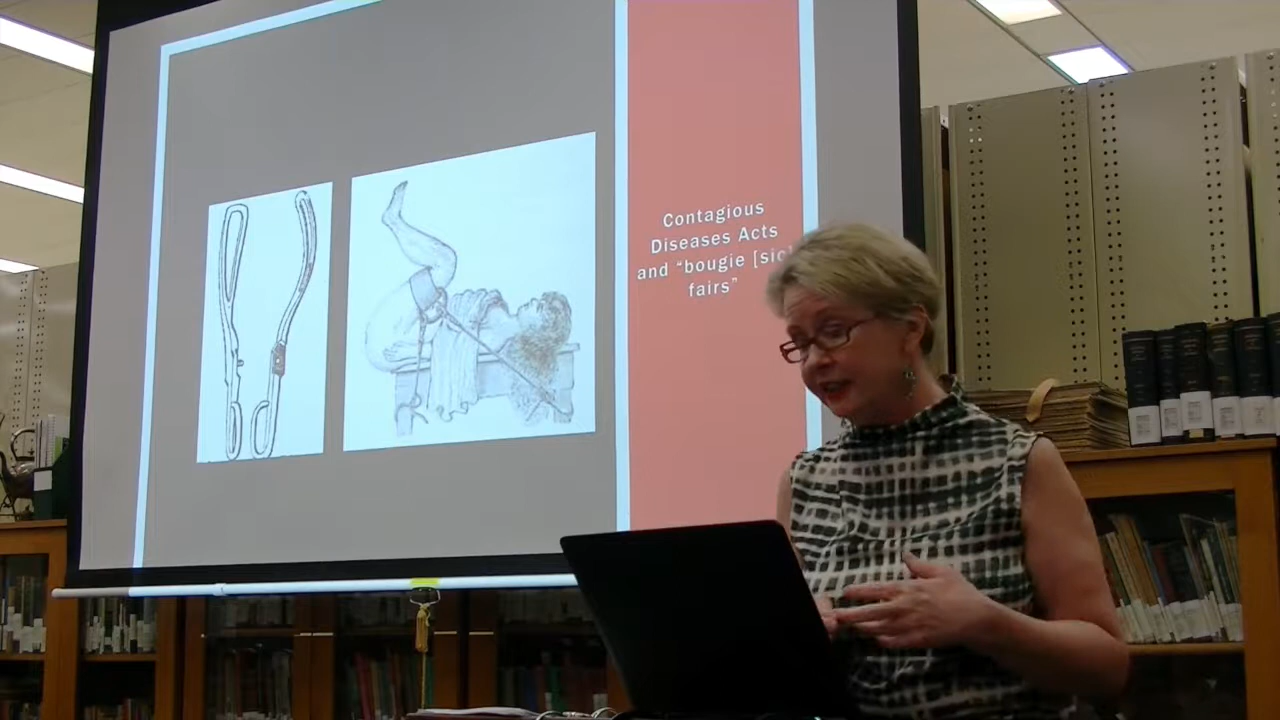 Contagious
Diseases Acts
and “bougie [sic]
fairs”